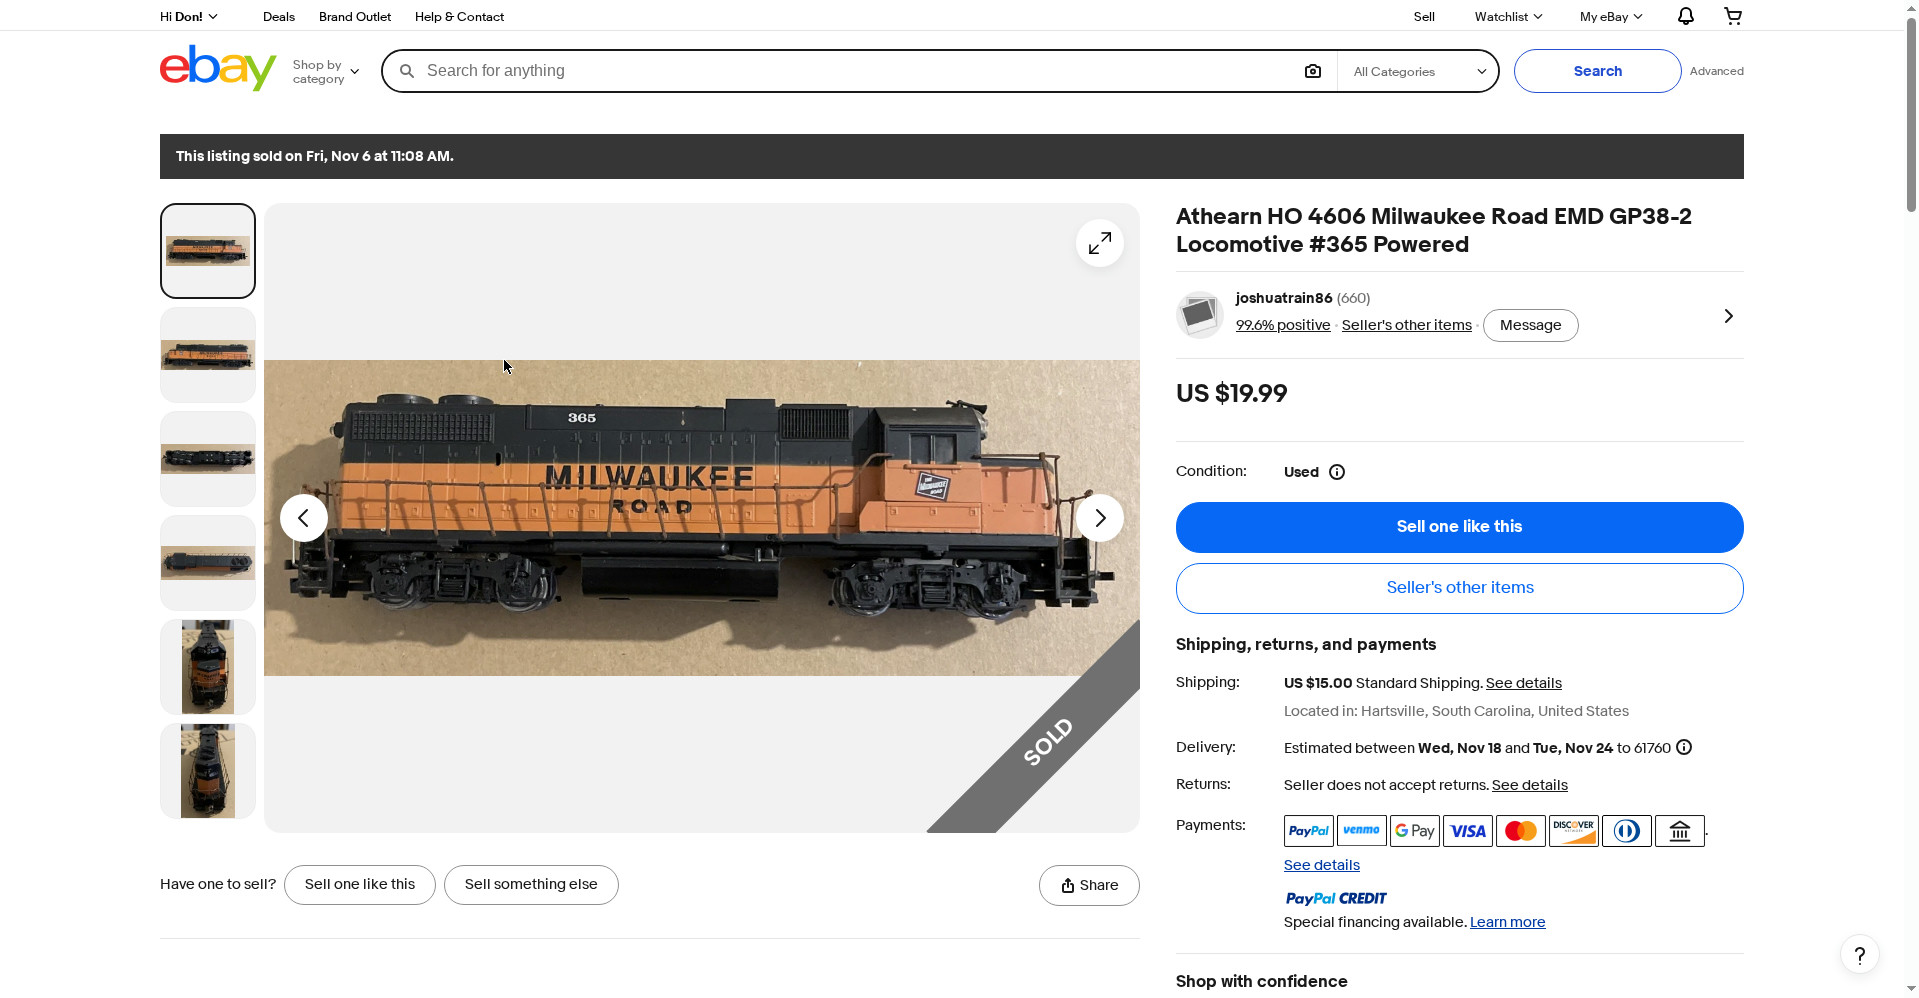 Hi Don!
Deals
Brand Outlet
Help & Contact
Sell
Watchlist
My eBay
ebay
Shop by
category
Search for anything
All Categories
Search
Advanced
This listing sold on Fri, Nov 6 at 11:08 AM.
Athearn HO 4606 Milwaukee Road EMD GP38-2
Locomotive #365 Powered
joshuatrain86 (660)
99.6% positive · Seller's other items · Message
US $19.99
365
MILWAUKEE
ROAD
THE
MILWAUKEE
ROAD
SOLD
Condition: Used
Sell one like this
Seller's other items
Shipping, returns, and payments
Shipping: US $15.00 Standard Shipping. See details
Located in: Hartsville, South Carolina, United States
Delivery: Estimated between Wed, Nov 18 and Tue, Nov 24 to 61760
Returns: Seller does not accept returns. See details
Payments: PayPal venmo G Pay VISA DISCOVER .
See details
PayPal CREDIT
Special financing available. Learn more
Have one to sell? Sell one like this Sell something else Share
Shop with confidence
?